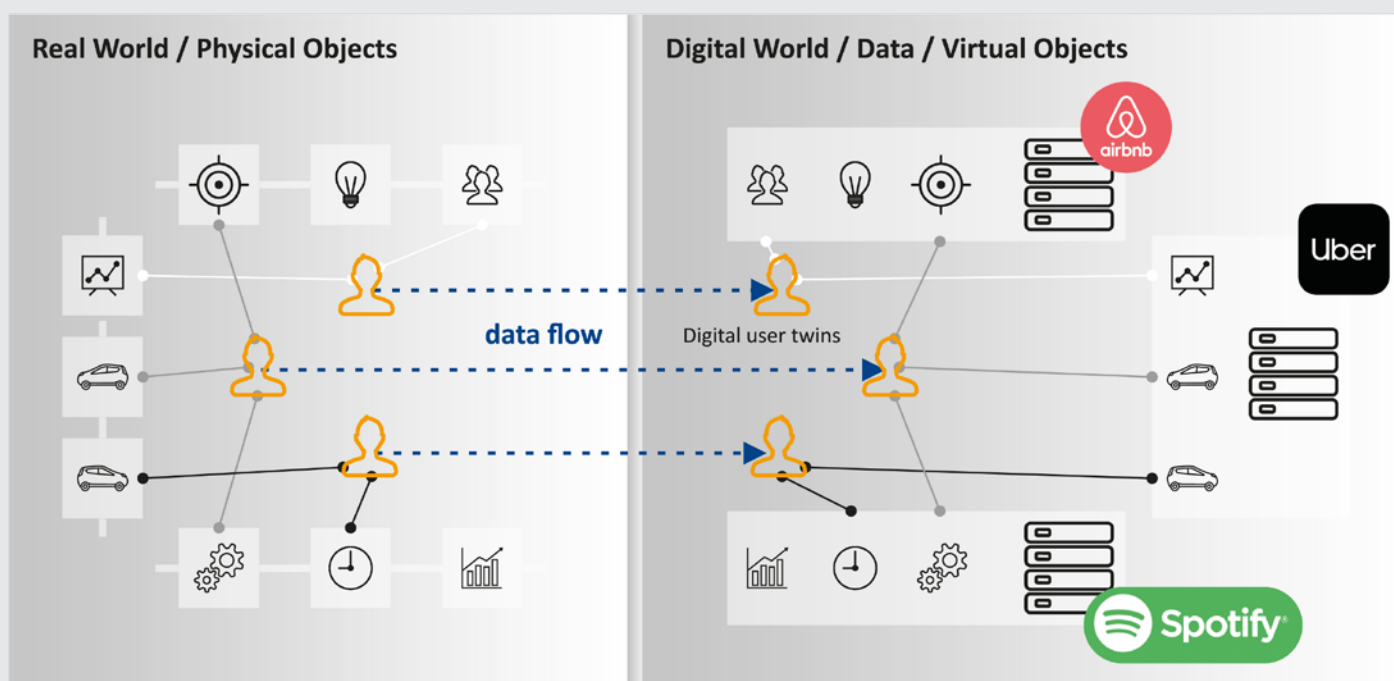 Real World / Physical Objects
Digital World / Data / Virtual Objects
airbnb
Uber
data flow
Digital user twins
Spotify®